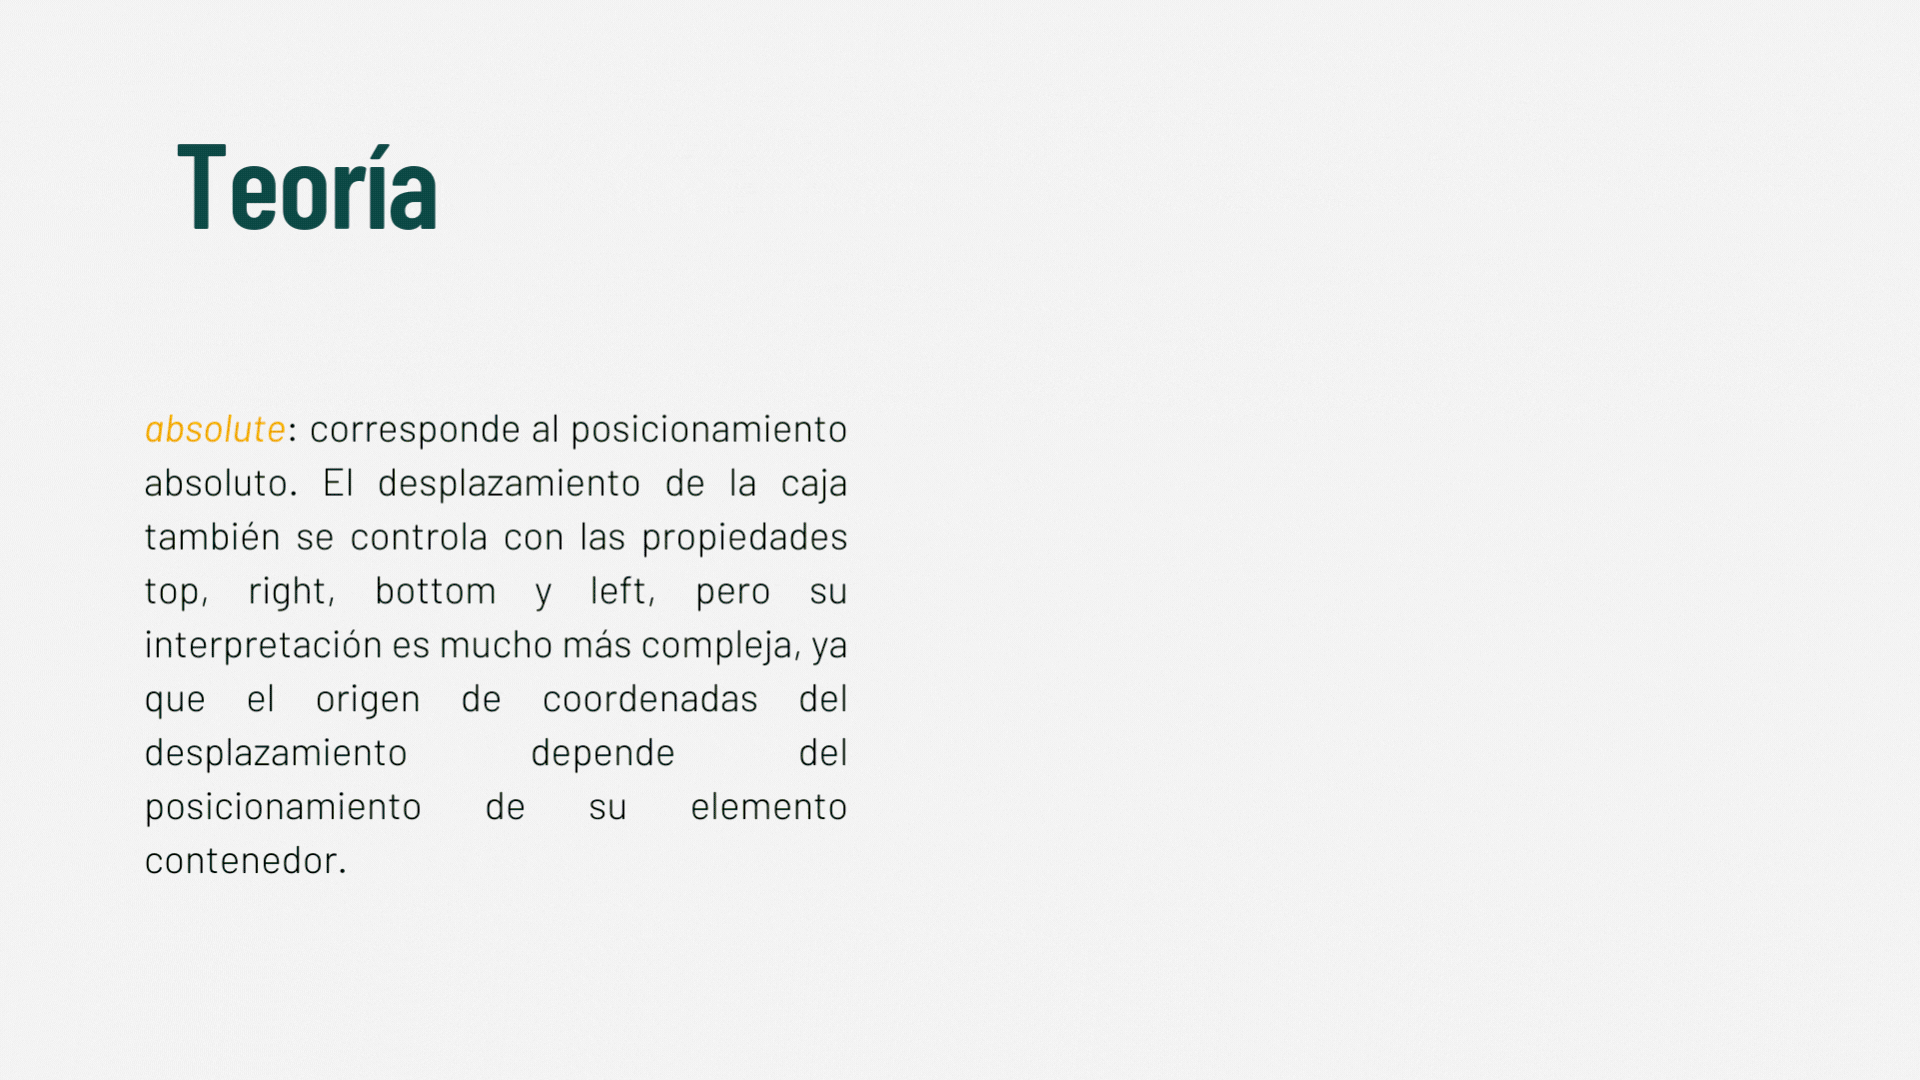 Teoría
absolute: corresponde al posicionamiento
absoluto. El desplazamiento de la caja
también se controla con las propiedades
top, right, bottom y left, pero su
interpretación es mucho más compleja, ya
que el origen de coordenadas del
desplazamiento depende del
posicionamiento de su elemento
contenedor.